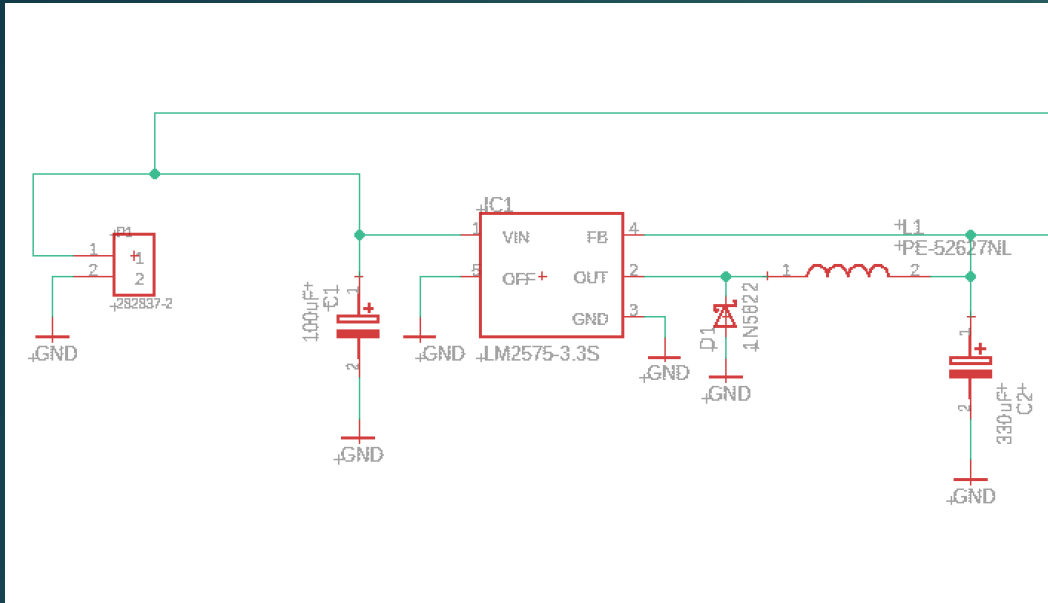 IC1
L1
PE-52627NL
1
VIN
FB
4
1
2
1
2
282837-2
5
OFF
OUT
2
1
2
GND
3
100uF
C1
1
2
GND
GND
LM2575-3.3S
GND
D1
1N5822
GND
1
2
330uF
C2
GND
GND